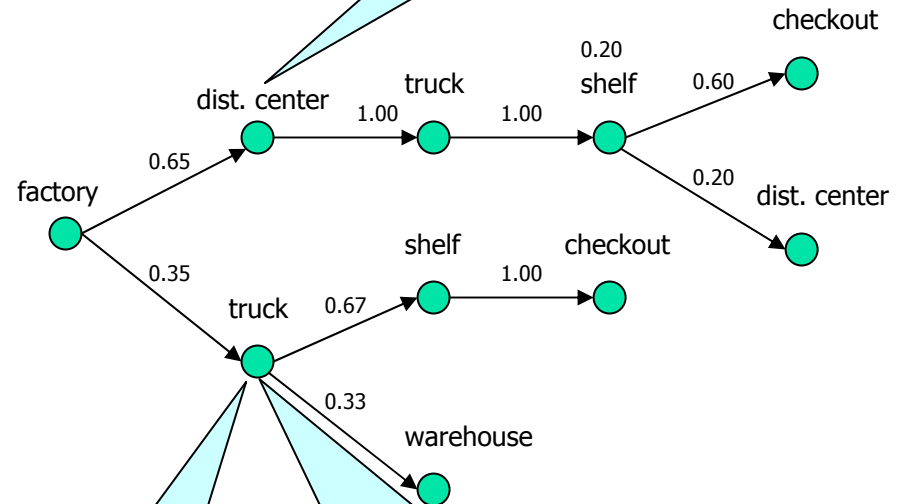 checkout
0.20
shelf
0.60
truck
dist. center
1.00
1.00
0.65
0.20
dist. center
factory
shelf
checkout
0.35
1.00
truck
0.67
0.33
warehouse